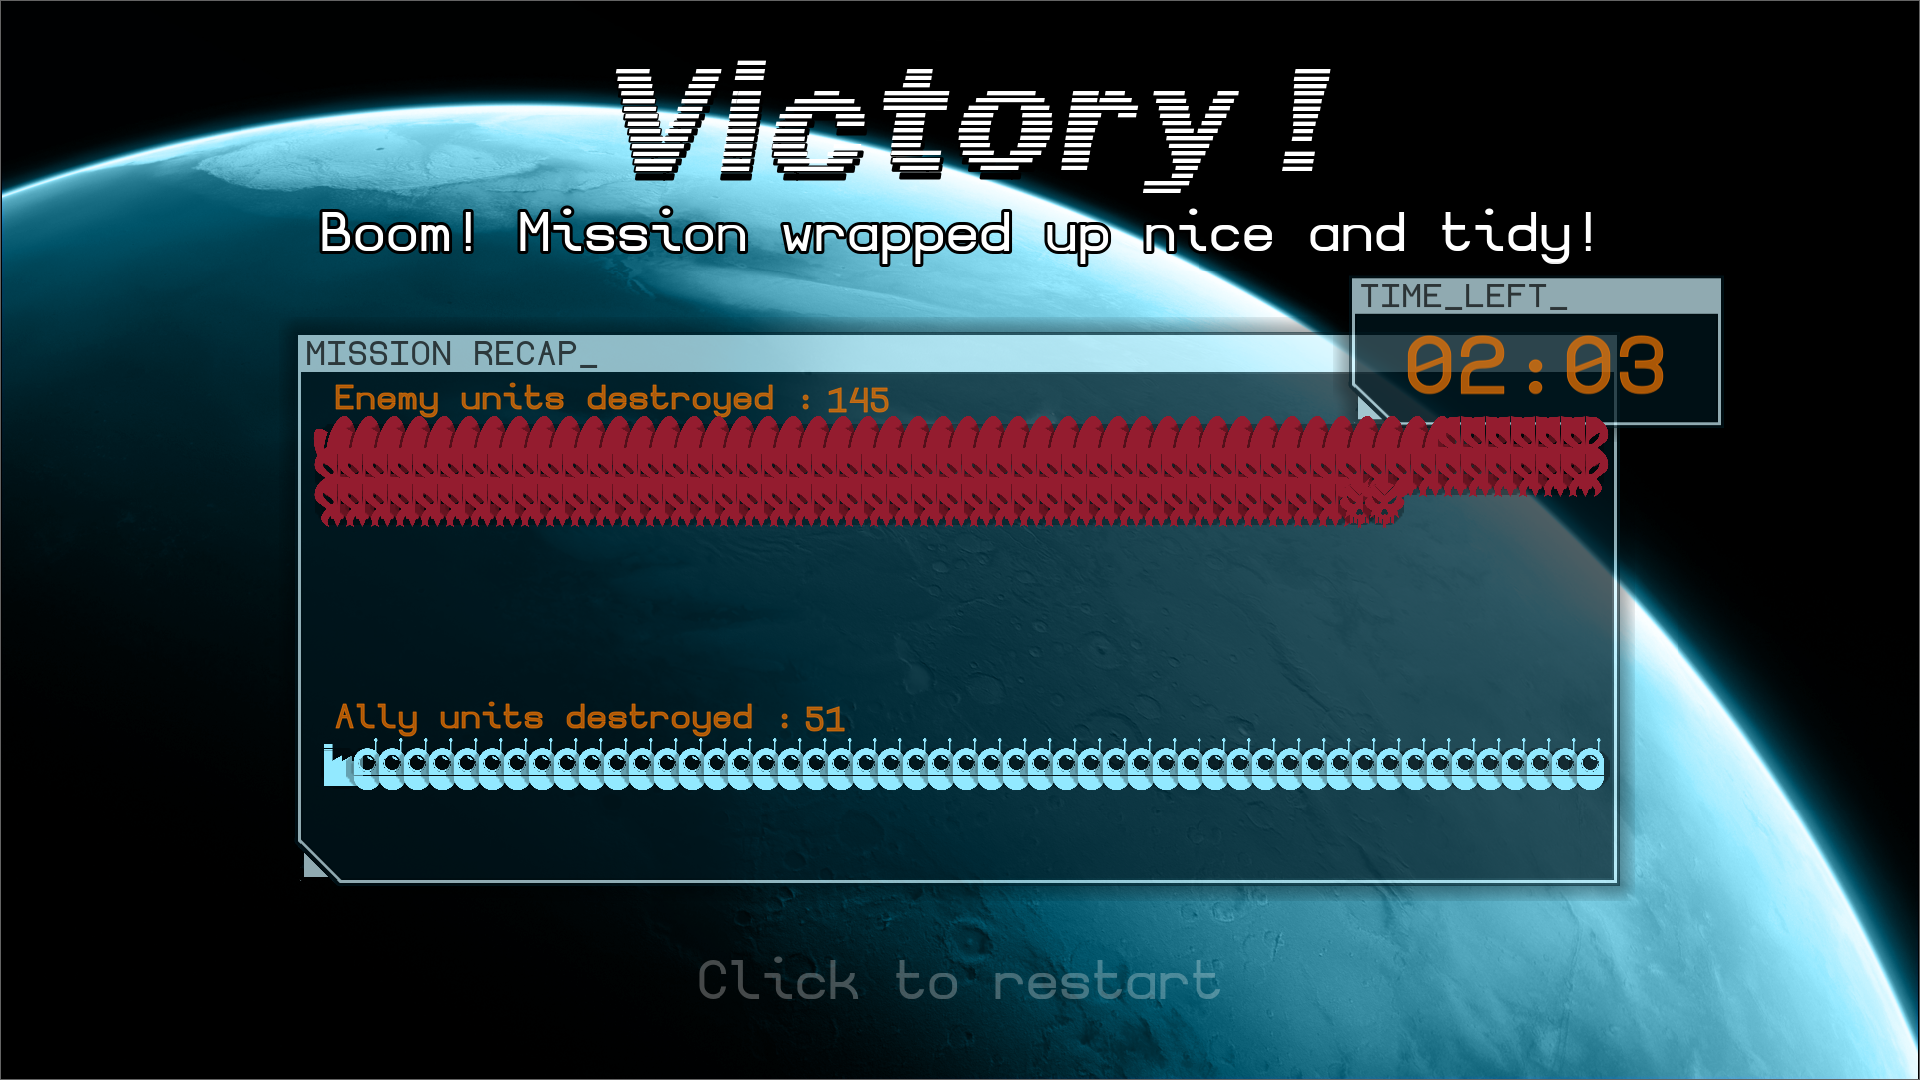 Victory!
Boom! Mission wrapped up nice and tidy!
TIME_LEFT_
02:03
MISSION RECAP_
Enemy units destroyed : 145
Ally units destroyed : 51
Click to restart